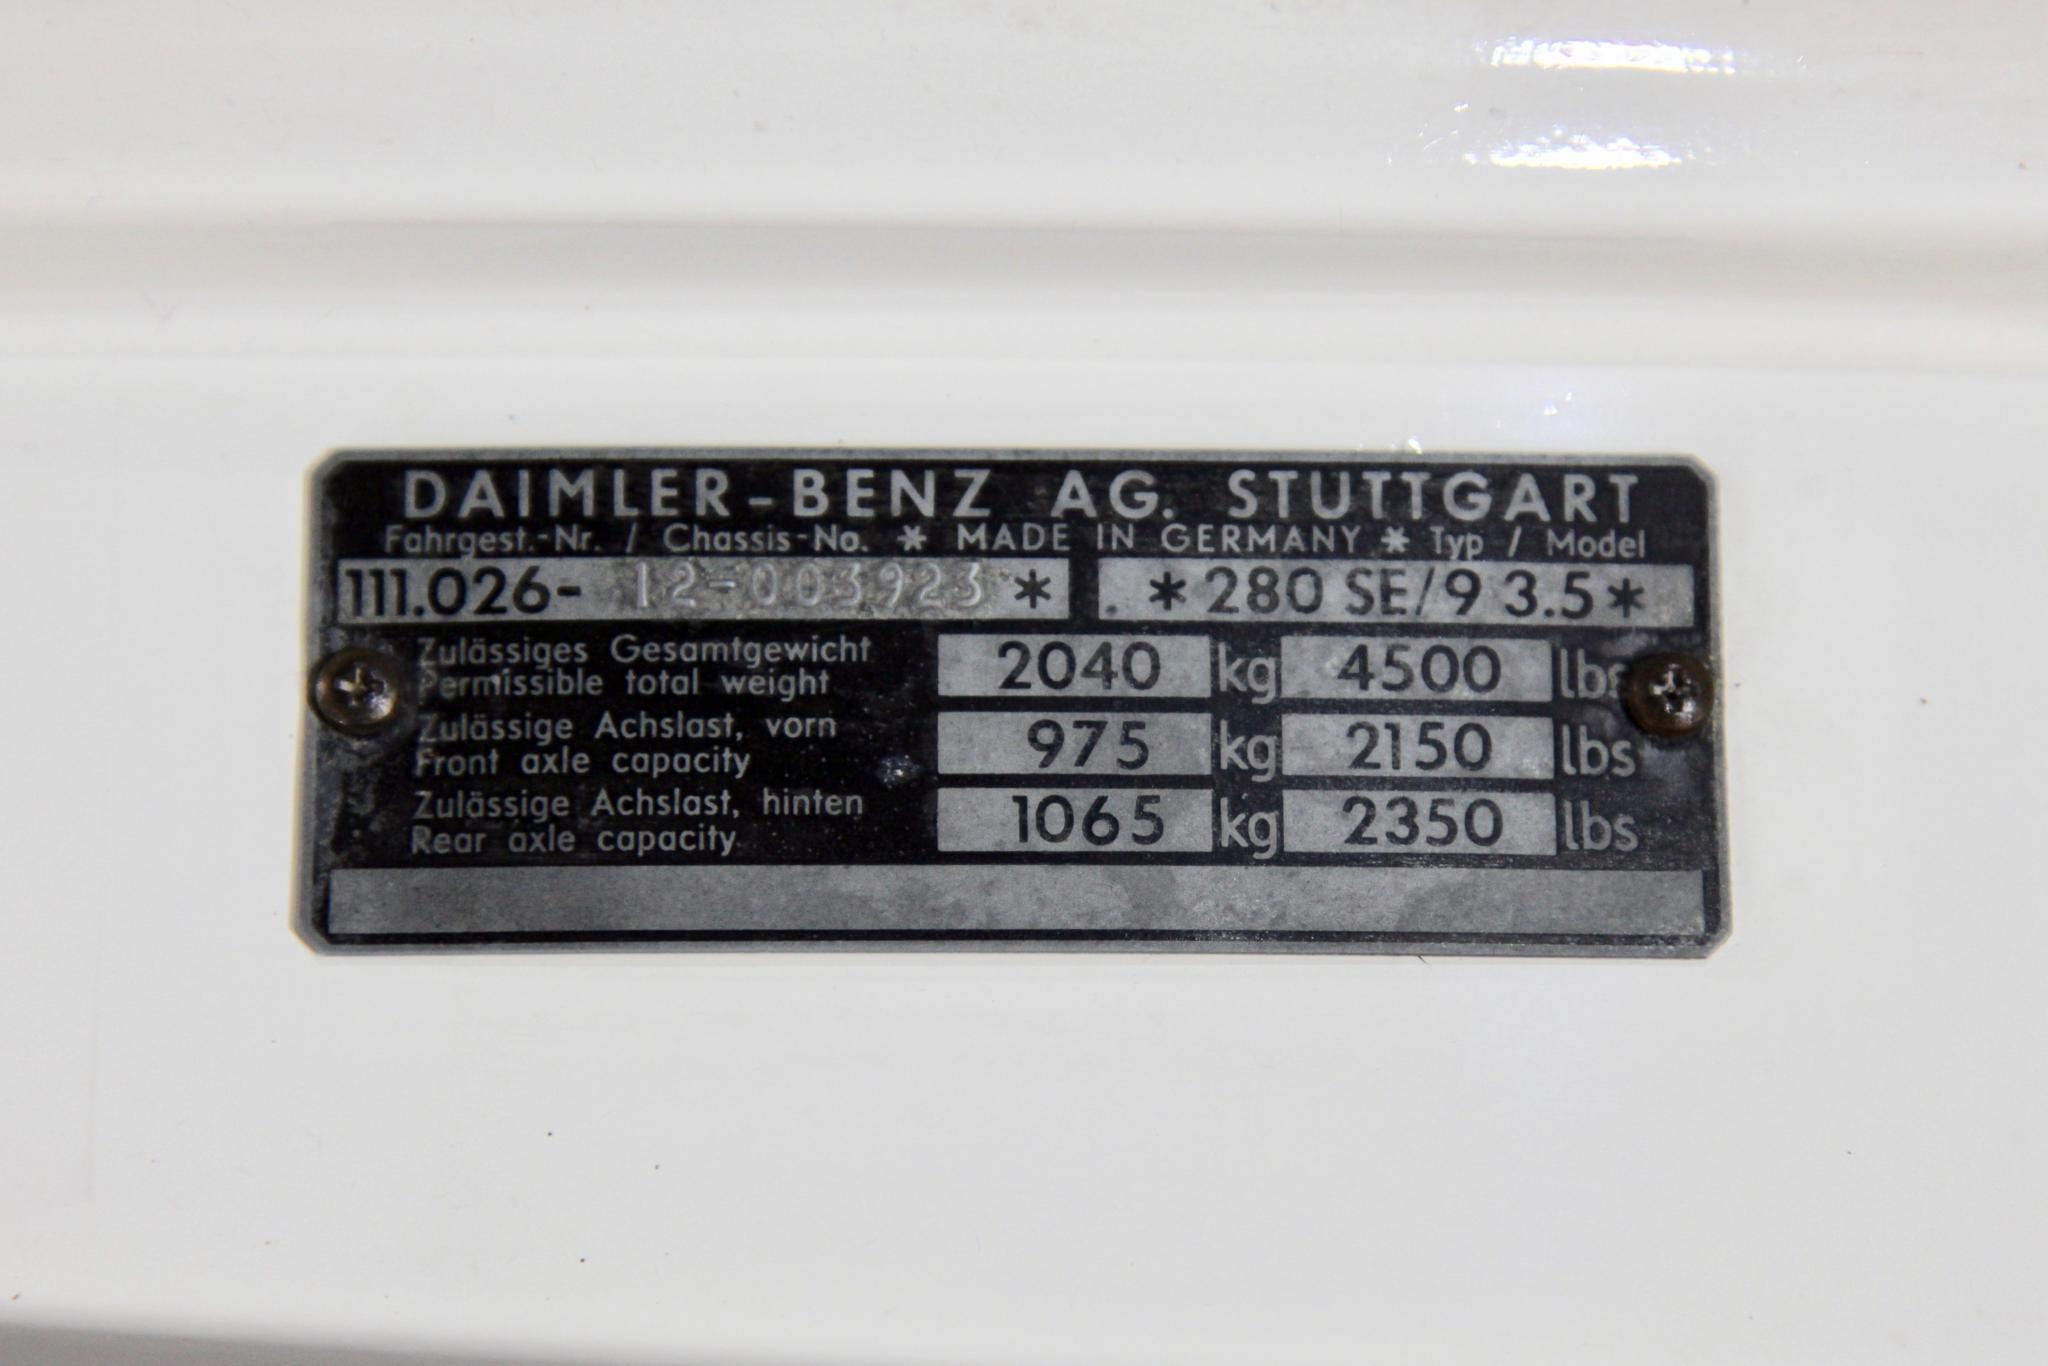 DAIMLER-BENZ AG. STUTTGART
Fahrgest.-Nr. / Chassis-No. * MADE IN GERMANY * Typ / Model
111.026- 12-003923 * * 280 SE/9 3.5 *
Zulässiges Gesamtgewicht
Permissible total weight 2040 kg 4500 lbs
Zulässige Achslast, vorn
Front axle capacity 975 kg 2150 lbs
Zulässige Achslast, hinten
Rear axle capacity 1065 kg 2350 lbs